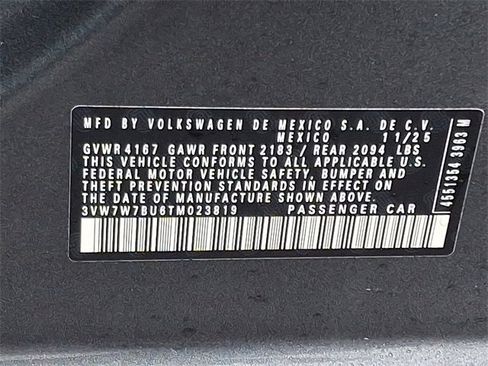 MFD BY VOLKSWAGEN DE MEXICO S.A. DE C.V.
MEXICO 11/25
GVWR 4167 GAWR FRONT 2183 / REAR 2094 LBS
THIS VEHICLE CONFORMS TO ALL APPLICABLE
FEDERAL MOTOR VEHICLE SAFETY, BUMPER AND
THEFT PREVENTION STANDARDS IN EFFECT ON
THE DATE OF MANUFACTURE SHOWN ABOVE.
3VW7W7BU6TM023819 PASSENGER CAR
4551354 3963 M